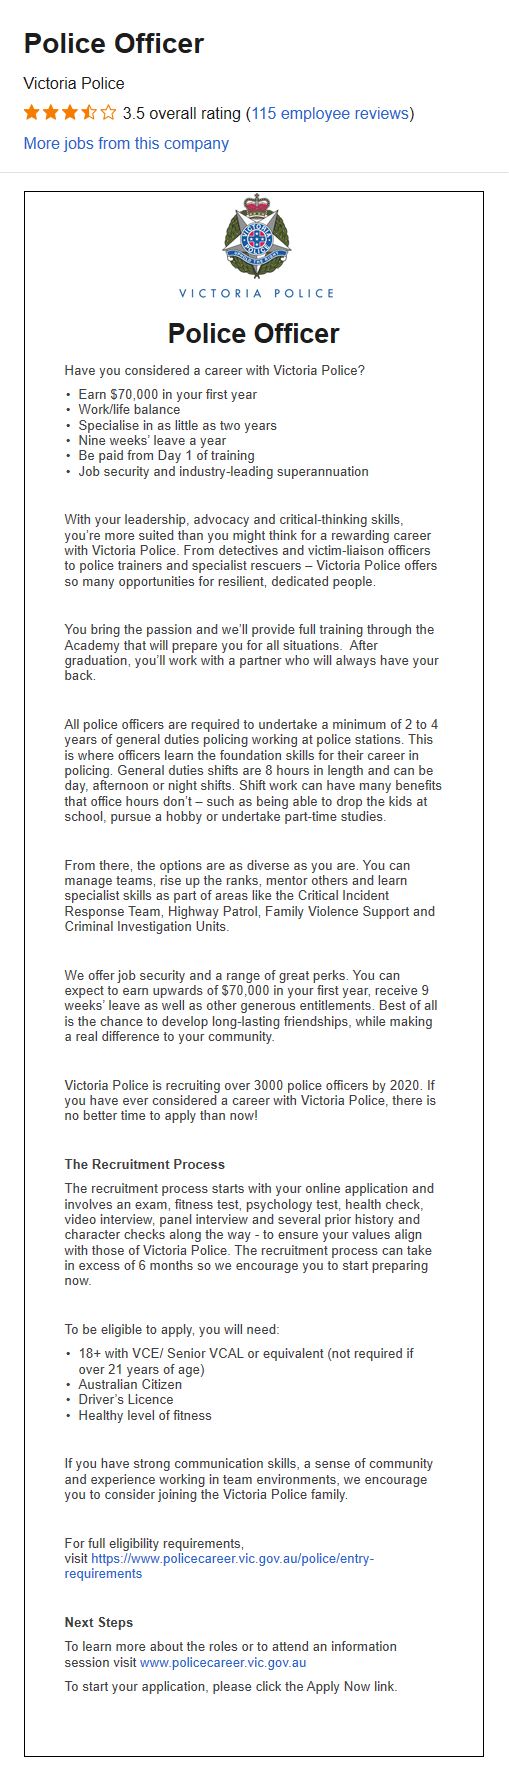 Police Officer
Victoria Police
3.5 overall rating (115 employee reviews)
More jobs from this company
VICTORIA POLICE
VICTORIA POLICE
Police Officer
Have you considered a career with Victoria Police?
• Earn $70,000 in your first year
• Work/life balance
• Specialise in as little as two years
• Nine weeks’ leave a year
• Be paid from Day 1 of training
• Job security and industry-leading superannuation
With your leadership, advocacy and critical-thinking skills,
you’re more suited than you might think for a rewarding career
with Victoria Police. From detectives and victim-liaison officers
to police trainers and specialist rescuers – Victoria Police offers
so many opportunities for resilient, dedicated people.
You bring the passion and we’ll provide full training through the
Academy that will prepare you for all situations.  After
graduation, you’ll work with a partner who will always have your
back.
All police officers are required to undertake a minimum of 2 to 4
years of general duties policing working at police stations. This
is where officers learn the foundation skills for their career in
policing. General duties shifts are 8 hours in length and can be
day, afternoon or night shifts. Shift work can have many benefits
that office hours don’t – such as being able to drop the kids at
school, pursue a hobby or undertake part-time studies.
From there, the options are as diverse as you are. You can
manage teams, rise up the ranks, mentor others and learn
specialist skills as part of areas like the Critical Incident
Response Team, Highway Patrol, Family Violence Support and
Criminal Investigation Units.
We offer job security and a range of great perks. You can
expect to earn upwards of $70,000 in your first year, receive 9
weeks’ leave as well as other generous entitlements. Best of all
is the chance to develop long-lasting friendships, while making
a real difference to your community.
Victoria Police is recruiting over 3000 police officers by 2020. If
you have ever considered a career with Victoria Police, there is
no better time to apply than now!
The Recruitment Process
The recruitment process starts with your online application and
involves an exam, fitness test, psychology test, health check,
video interview, panel interview and several prior history and
character checks along the way - to ensure your values align
with those of Victoria Police. The recruitment process can take
in excess of 6 months so we encourage you to start preparing
now.
To be eligible to apply, you will need:
• 18+ with VCE/ Senior VCAL or equivalent (not required if
over 21 years of age)
• Australian Citizen
• Driver’s Licence
• Healthy level of fitness
If you have strong communication skills, a sense of community
and experience working in team environments, we encourage
you to consider joining the Victoria Police family.
For full eligibility requirements,
visit https://www.policecareer.vic.gov.au/police/entry-
requirements
Next Steps
To learn more about the roles or to attend an information
session visit www.policecareer.vic.gov.au
To start your application, please click the Apply Now link.